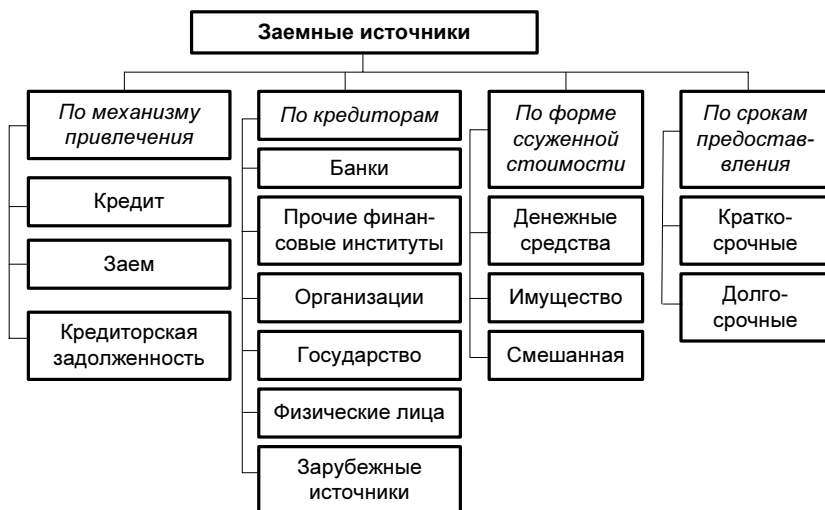 Заемные источники
По механизму
привлечения
Кредит
Заем
Кредиторская
задолженность
По кредиторам
Банки
Прочие финан-
совые институты
Организации
Государство
Физические лица
Зарубежные
источники
По форме
ссуженной
стоимости
Денежные
средства
Имущество
Смешанная
По срокам
предостав-
ления
Кратко-
срочные
Долго-
срочные